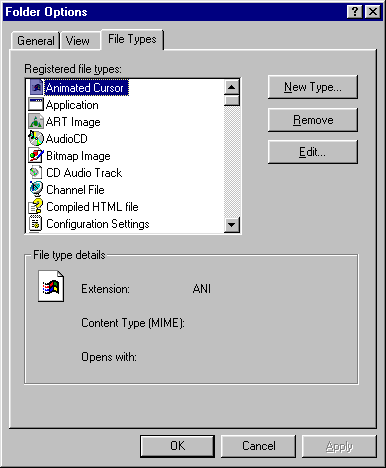 Folder Options
General View File Types
Registered file types:
Animated Cursor
Application
ART Image
AudioCD
Bitmap Image
CD Audio Track
Channel File
Compiled HTML file
Configuration Settings
New Type...
Remove
Edit...
File type details
Extension: ANI
Content Type (MIME):
Opens with:
OK Cancel Apply